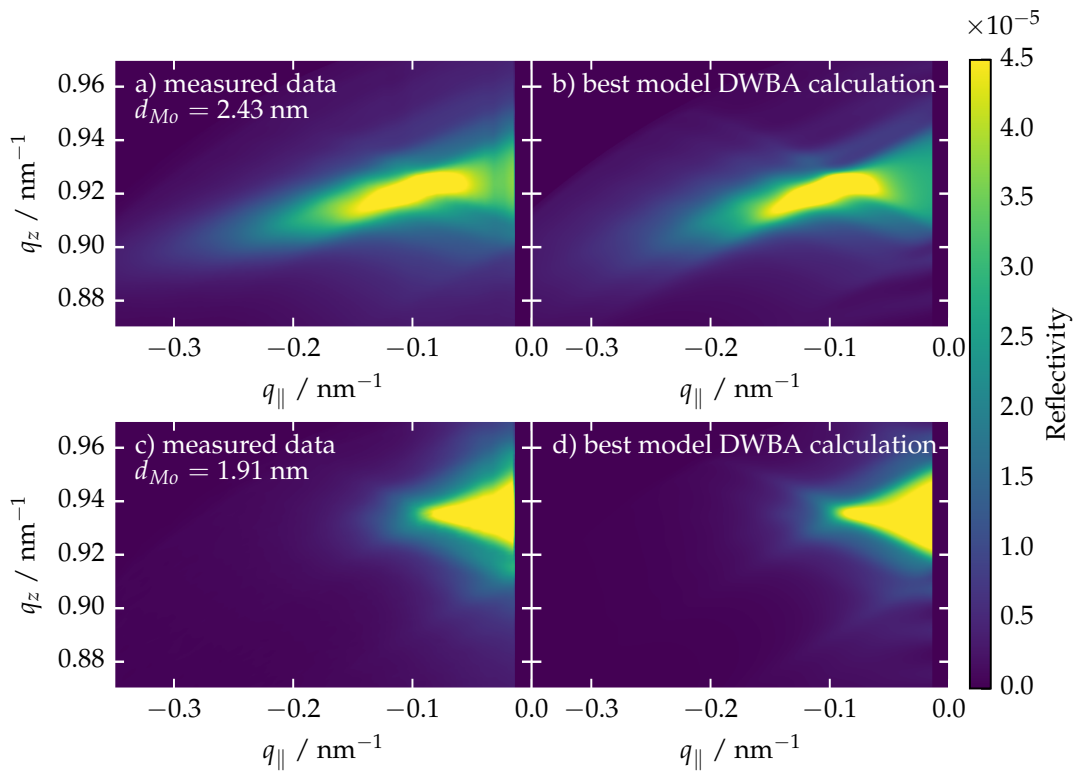 ×10⁻⁵
a) measured data
d_Mo = 2.43 nm
b) best model DWBA calculation
0.96
0.94
0.92
0.90
0.88
q_z / nm⁻¹
−0.3 −0.2 −0.1 0.0
−0.3 −0.2 −0.1 0.0
q_∥ / nm⁻¹
q_∥ / nm⁻¹
c) measured data
d_Mo = 1.91 nm
d) best model DWBA calculation
0.96
0.94
0.92
0.90
0.88
q_z / nm⁻¹
−0.3 −0.2 −0.1 0.0
−0.3 −0.2 −0.1 0.0
q_∥ / nm⁻¹
q_∥ / nm⁻¹
4.5
4.0
3.5
3.0
2.5
2.0
1.5
1.0
0.5
0.0
Reflectivity